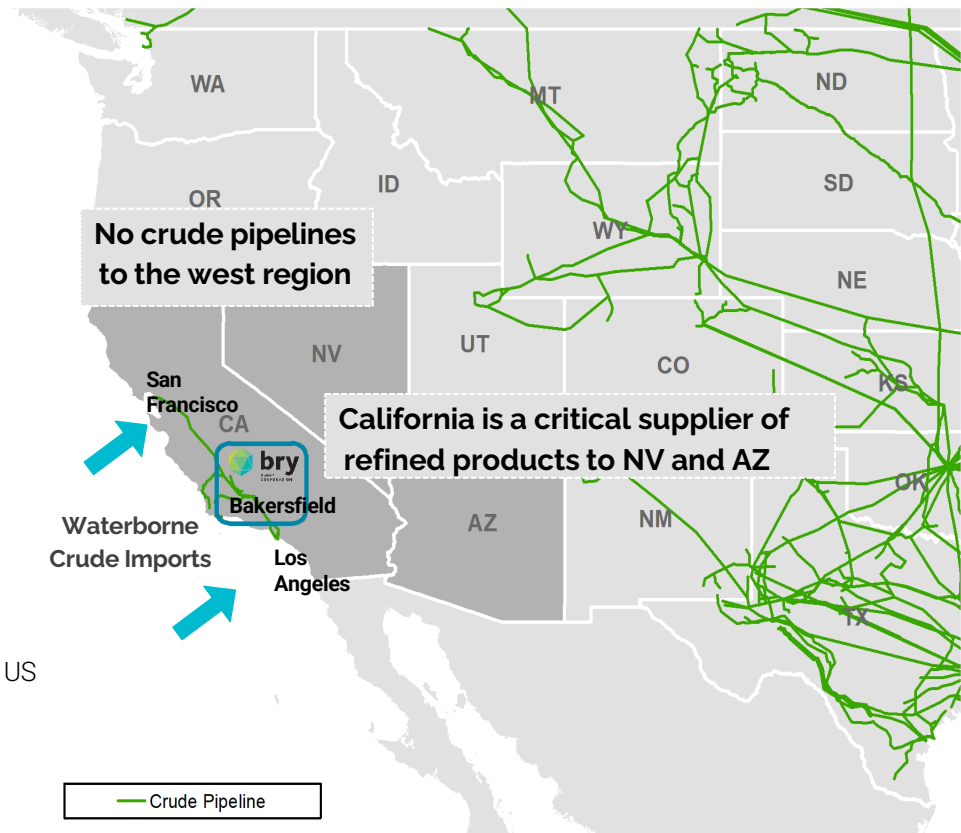 WA
MT
ND
OR
ID
SD
No crude pipelines
to the west region
WY
NE
NV
UT
CO
KS
San
Francisco
CA
California is a critical supplier of
refined products to NV and AZ
bry
CORPORATION
Bakersfield
OK
Waterborne
Crude Imports
AZ
NM
Los
Angeles
TX
US
Crude Pipeline